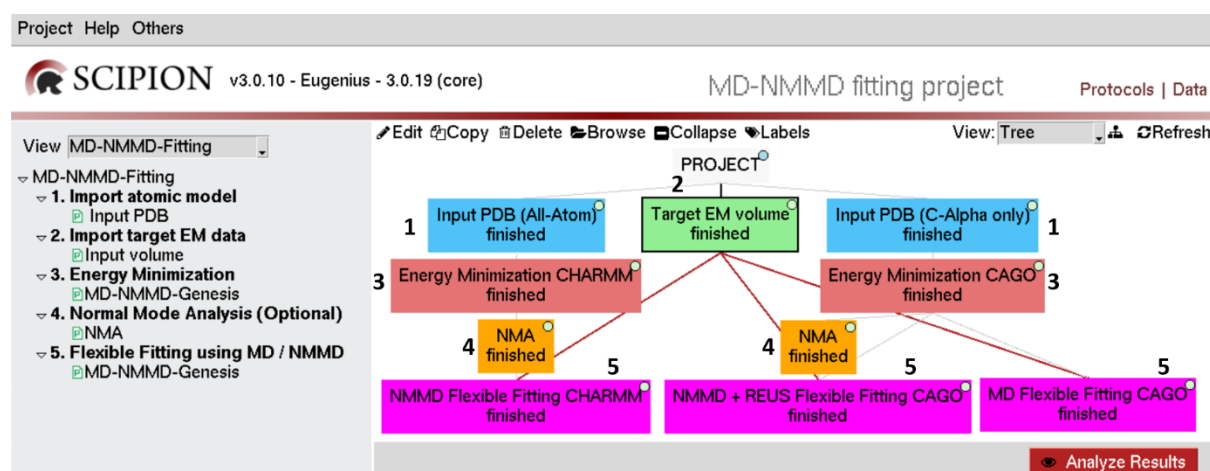 Project Help Others
SCIPION v3.0.10 - Eugenius - 3.0.19 (core)
MD-NMMD fitting project
Protocols | Data
View MD-NMMD-Fitting
MD-NMMD-Fitting
1. Import atomic model
Input PDB
2. Import target EM data
Input volume
3. Energy Minimization
MD-NMMD-Genesis
4. Normal Mode Analysis (Optional)
NMA
5. Flexible Fitting using MD / NMMD
MD-NMMD-Genesis
Edit Copy Delete Browse Collapse Labels
View: Tree
Refresh
PROJECT
1
Input PDB (All-Atom)
finished
2
Target EM volume
finished
Input PDB (C-Alpha only)
finished
1
3
Energy Minimization CHARMM
finished
Energy Minimization CAGO
finished
3
4
NMA
finished
4
NMA
finished
5
NMMD Flexible Fitting CHARMM
finished
5
NMMD + REUS Flexible Fitting CAGO
finished
5
MD Flexible Fitting CAGO
finished
Analyze Results